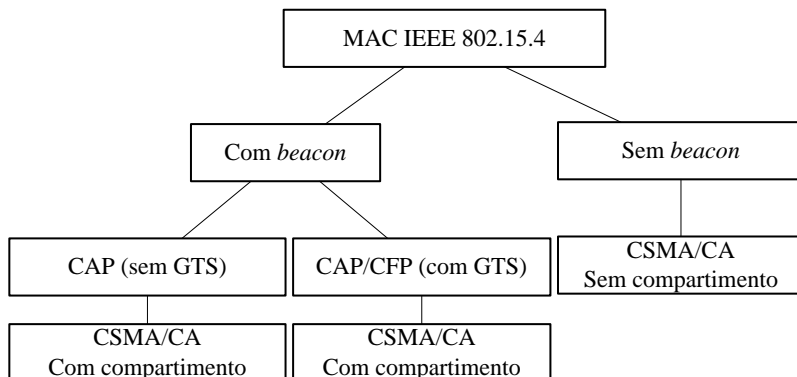 MAC IEEE 802.15.4
Com beacon
Sem beacon
CAP (sem GTS)
CAP/CFP (com GTS)
CSMA/CA
Sem compartimento
CSMA/CA
Com compartimento
CSMA/CA
Com compartimento